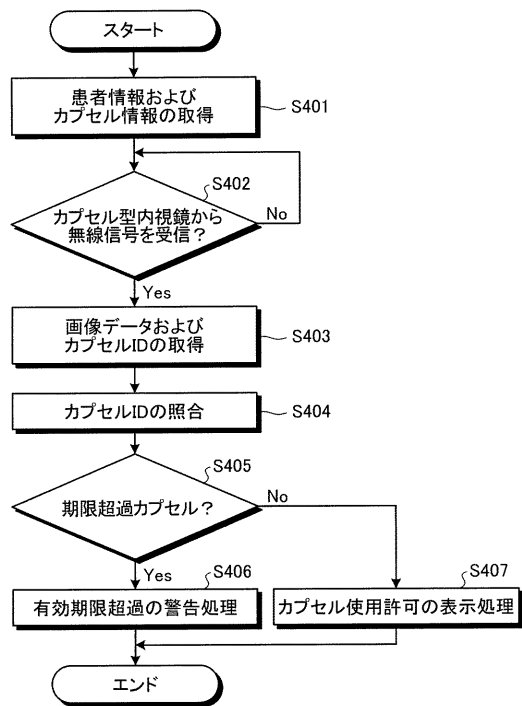 スタート
患者情報および
カプセル情報の取得
S401
S402
カプセル型内視鏡から
無線信号を受信？
No
Yes
画像データおよび
カプセルIDの取得
S403
カプセルIDの照合
S404
S405
期限超過カプセル？
No
Yes
S406
有効期限超過の警告処理
S407
カプセル使用許可の表示処理
エンド